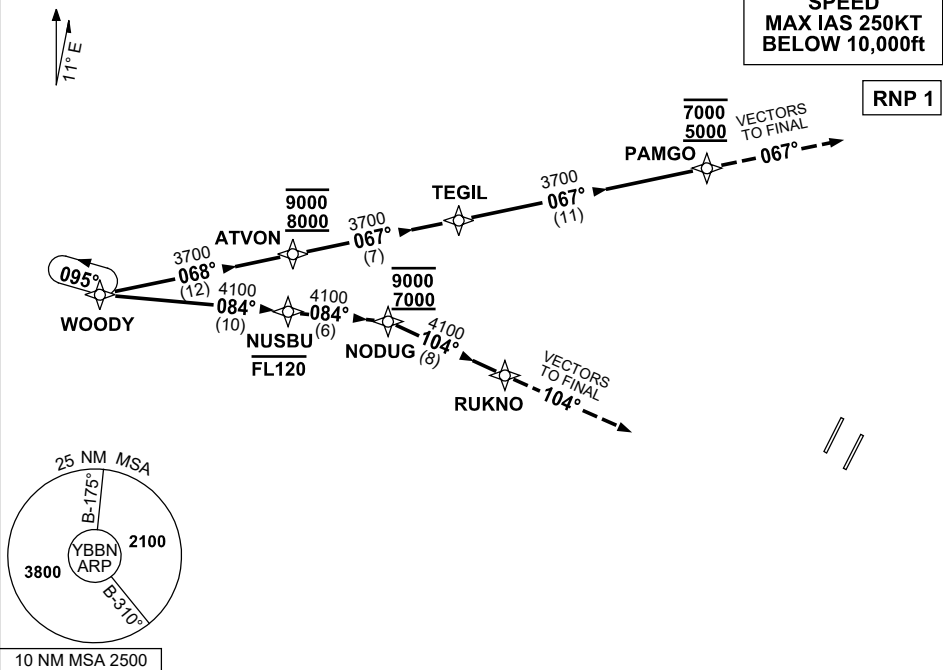 SPEED
MAX IAS 250KT
BELOW 10,000ft
RNP 1
11° E
7000
5000
VECTORS
TO FINAL
067°
PAMGO
3700
067°
(11)
TEGIL
9000
8000
ATVON
3700
067°
(7)
3700
068°
(12)
095°
WOODY
4100
084°
(10)
NUSBU
FL120
4100
084°
(6)
9000
7000
NODUG
4100
104°
(8)
RUKNO
VECTORS
TO FINAL
104°
25 NM MSA
B-175°
YBBN
ARP
2100
3800
B-310°
10 NM MSA 2500